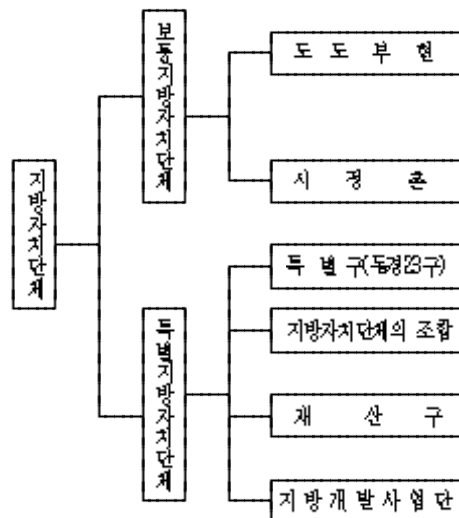 지방자치단체
보통지방자치단체
도 도 부 현
시 정 촌
특별지방자치단체
특 별 구(동경23구)
지방자치단체의 조합
재 산 구
지방개발사업단